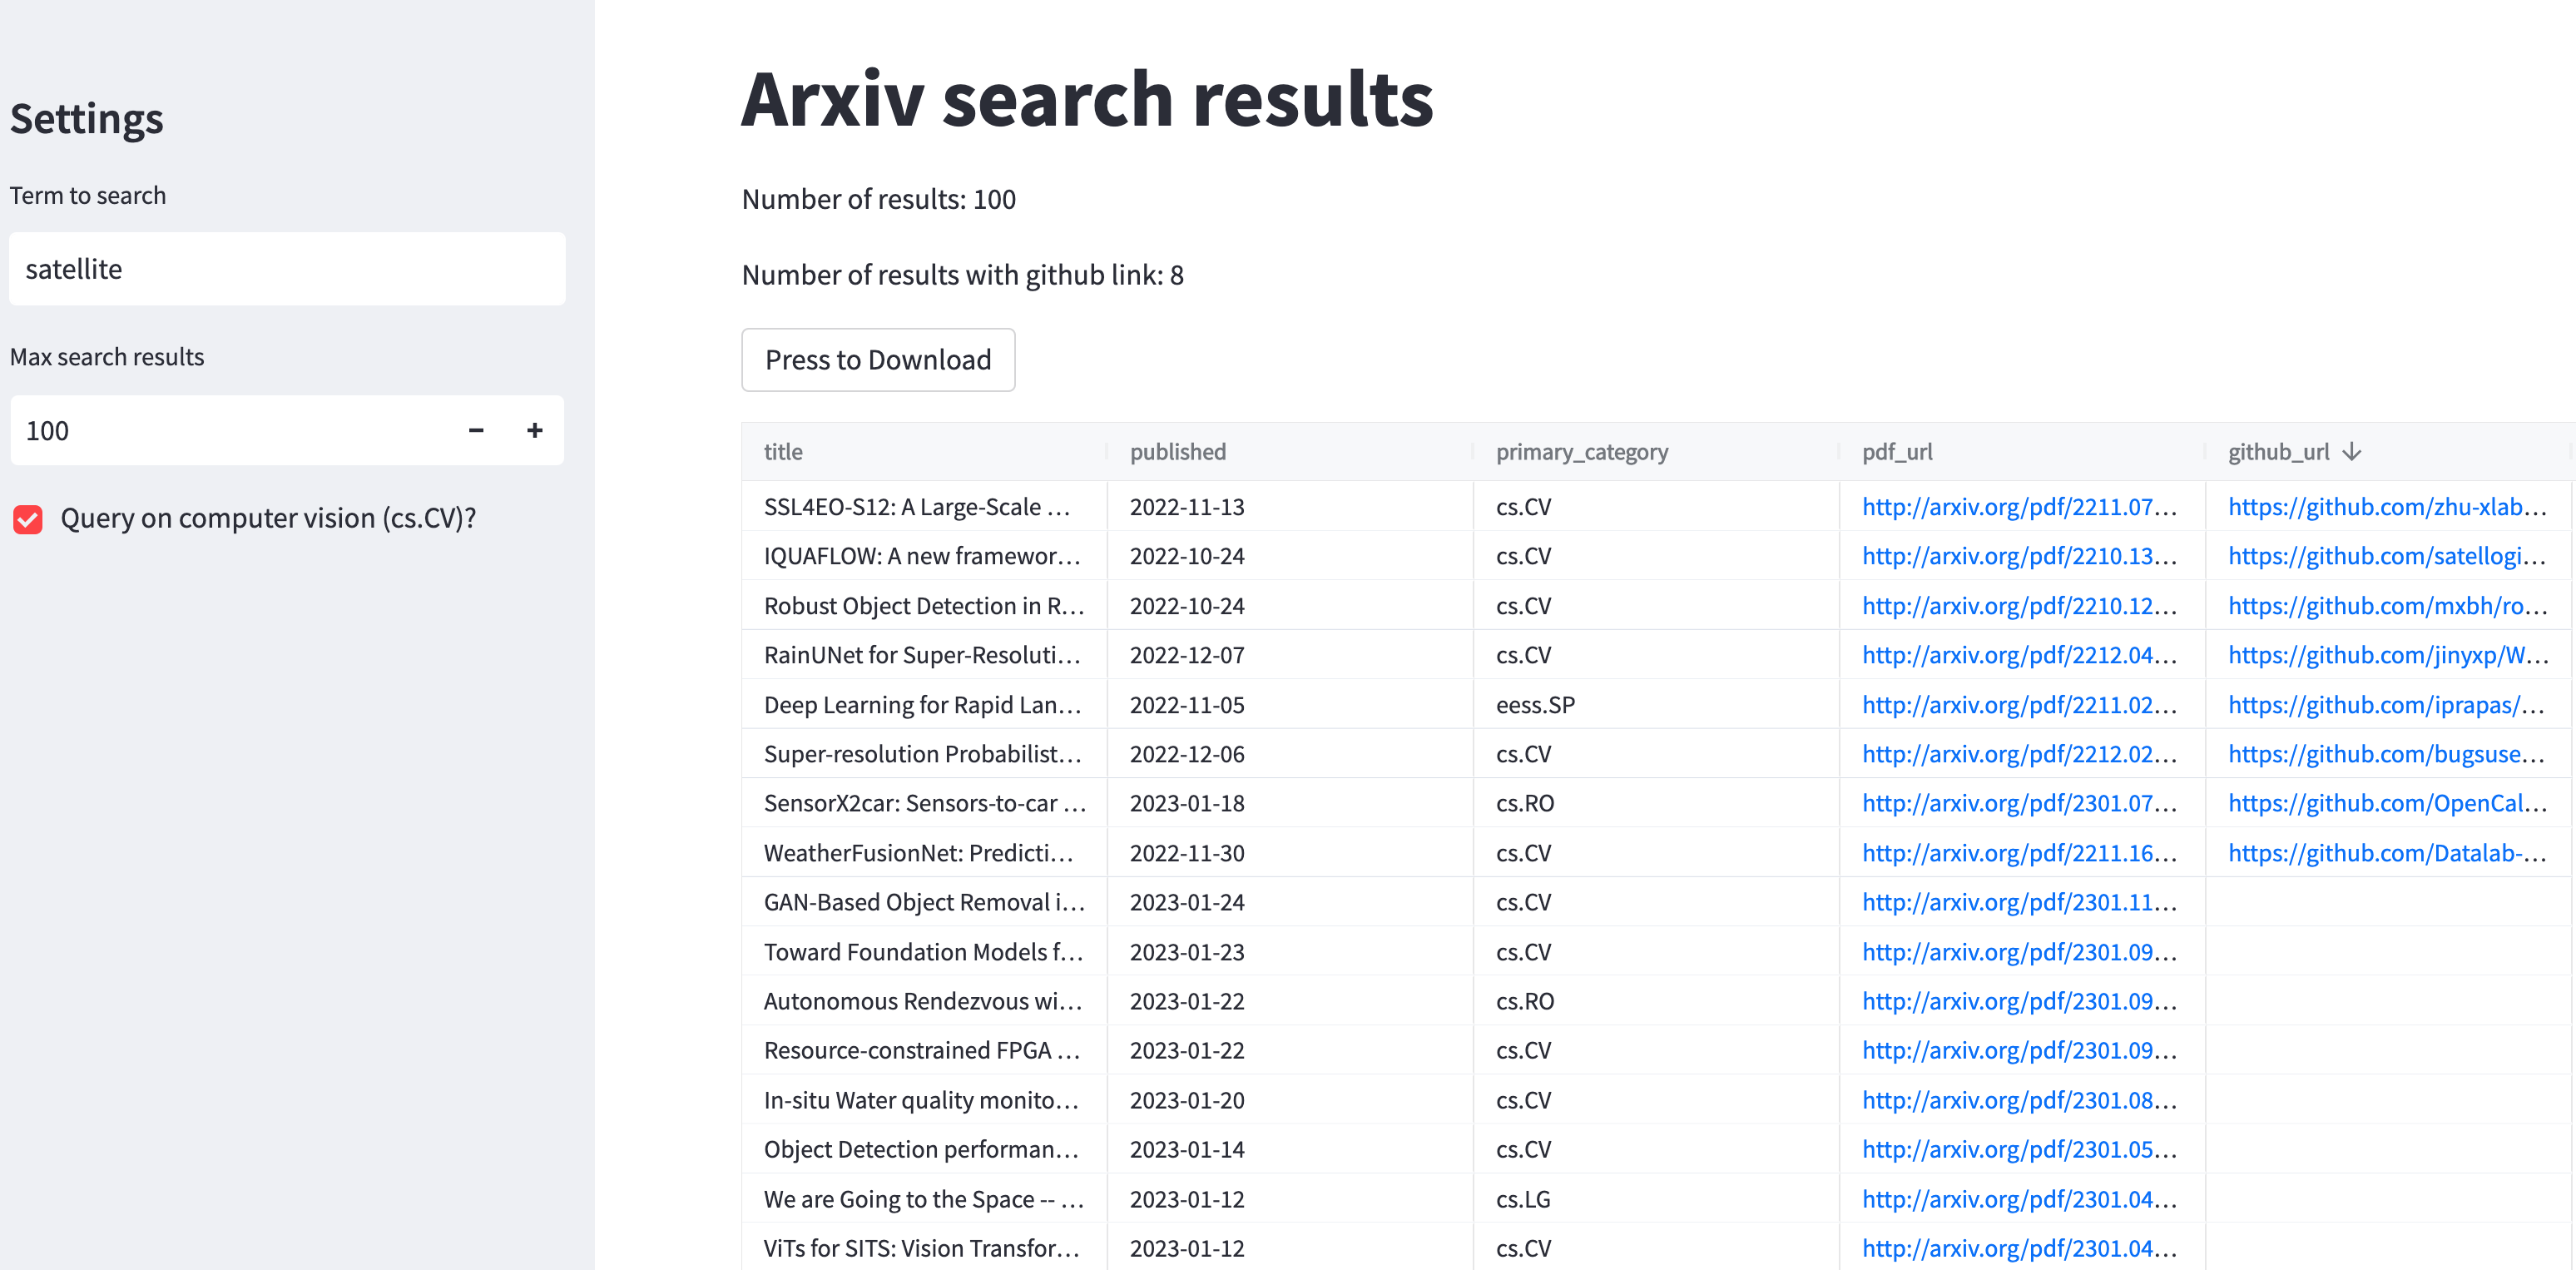 Settings
Term to search
satellite
Max search results
100 - +
Query on computer vision (cs.CV)?
Arxiv search results
Number of results: 100
Number of results with github link: 8
Press to Download
title published primary_category pdf_url github_url
SSL4EO-S12: A Large-Scale … 2022-11-13 cs.CV http://arxiv.org/pdf/2211.07… https://github.com/zhu-xlab…
IQUAFLOW: A new framewor… 2022-10-24 cs.CV http://arxiv.org/pdf/2210.13… https://github.com/satellogi…
Robust Object Detection in R… 2022-10-24 cs.CV http://arxiv.org/pdf/2210.12… https://github.com/mxbh/ro…
RainUNet for Super-Resoluti… 2022-12-07 cs.CV http://arxiv.org/pdf/2212.04… https://github.com/jinyxp/W…
Deep Learning for Rapid Lan… 2022-11-05 eess.SP http://arxiv.org/pdf/2211.02… https://github.com/iprapas/…
Super-resolution Probabilist… 2022-12-06 cs.CV http://arxiv.org/pdf/2212.02… https://github.com/bugsuse…
SensorX2car: Sensors-to-car … 2023-01-18 cs.RO http://arxiv.org/pdf/2301.07… https://github.com/OpenCal…
WeatherFusionNet: Predicti… 2022-11-30 cs.CV http://arxiv.org/pdf/2211.16… https://github.com/Datalab-…
GAN-Based Object Removal i… 2023-01-24 cs.CV http://arxiv.org/pdf/2301.11…
Toward Foundation Models f… 2023-01-23 cs.CV http://arxiv.org/pdf/2301.09…
Autonomous Rendezvous wi… 2023-01-22 cs.RO http://arxiv.org/pdf/2301.09…
Resource-constrained FPGA … 2023-01-22 cs.CV http://arxiv.org/pdf/2301.09…
In-situ Water quality monito… 2023-01-20 cs.CV http://arxiv.org/pdf/2301.08…
Object Detection performan… 2023-01-14 cs.CV http://arxiv.org/pdf/2301.05…
We are Going to the Space -- … 2023-01-12 cs.LG http://arxiv.org/pdf/2301.04…
ViTs for SITS: Vision Transfor… 2023-01-12 cs.CV http://arxiv.org/pdf/2301.04…